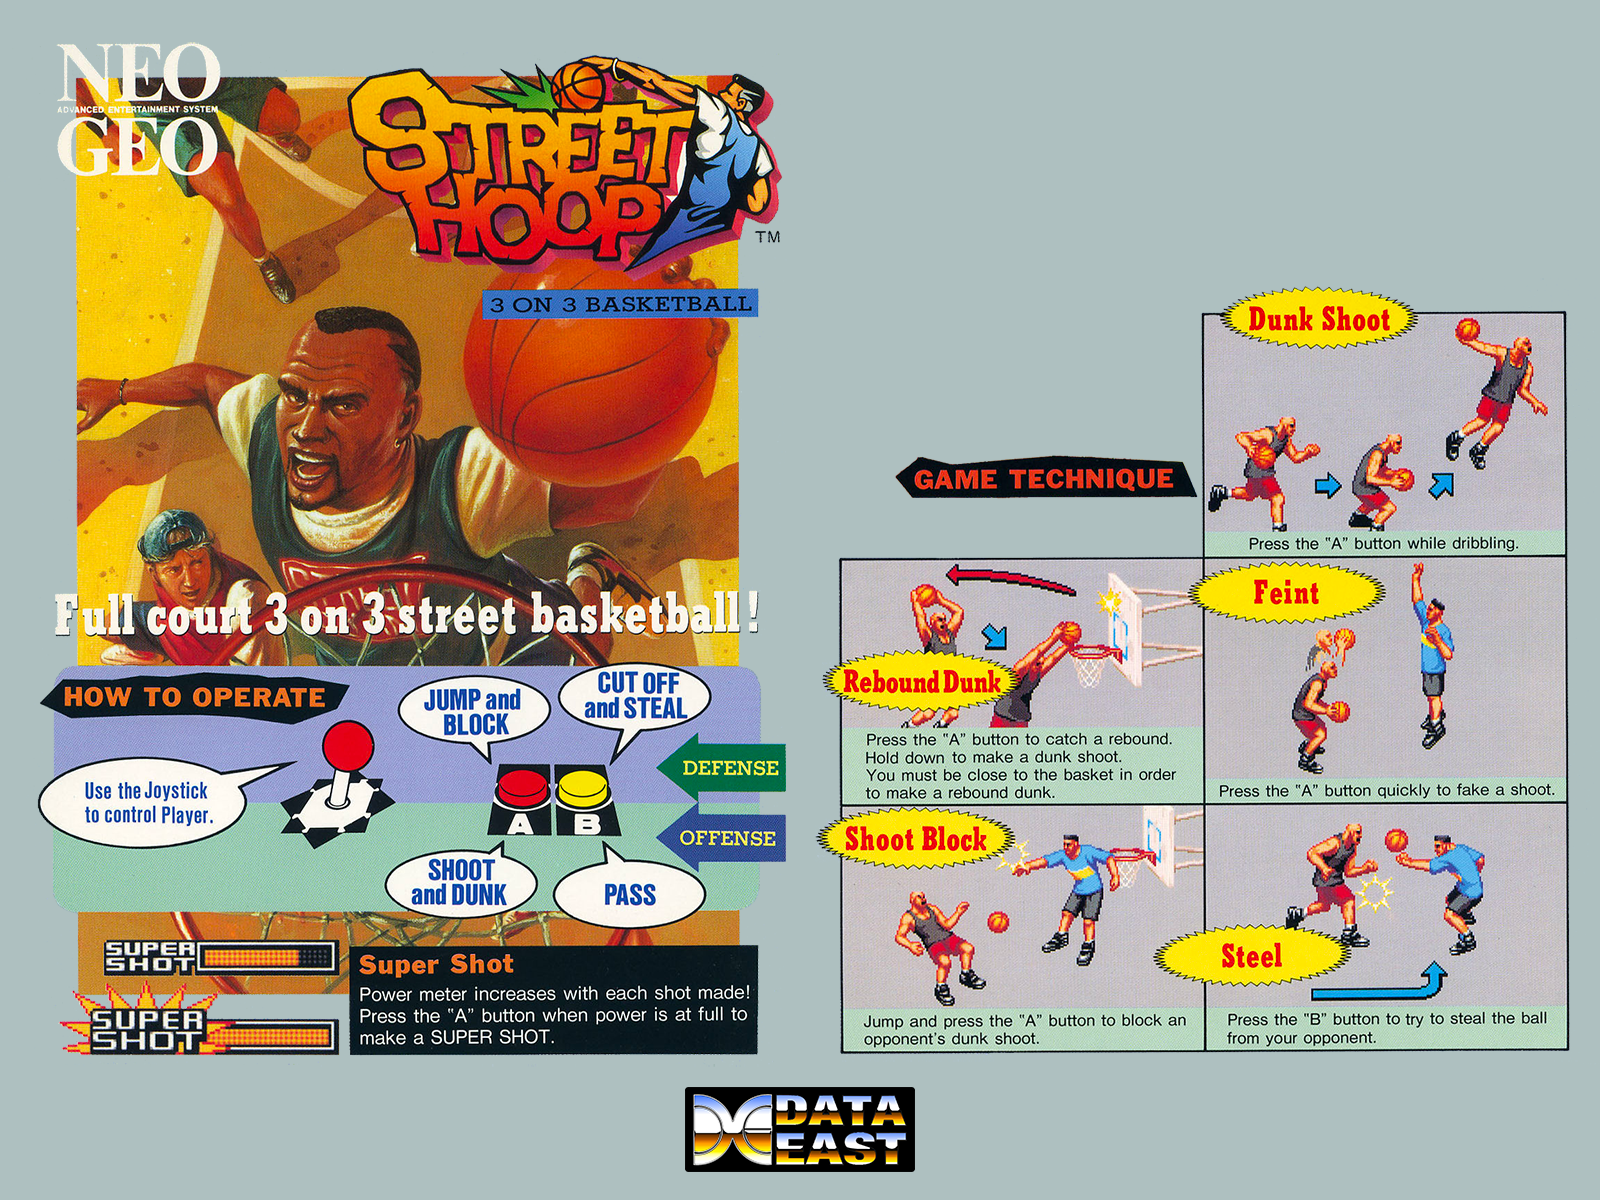 NEO
ADVANCED ENTERTAINMENT SYSTEM
GEO
STREET
HOOP
TM
3 ON 3 BASKETBALL
Full court 3 on 3 street basketball!
HOW TO OPERATE
Use the Joystick
to control Player.
JUMP and
BLOCK
CUT OFF
and STEAL
DEFENSE
A
B
OFFENSE
SHOOT
and DUNK
PASS
SUPER
SHOT
SUPER
SHOT
Super Shot
Power meter increases with each shot made!
Press the "A" button when power is at full to
make a SUPER SHOT.
GAME TECHNIQUE
Dunk Shoot
Press the "A" button while dribbling.
Rebound Dunk
Press the "A" button to catch a rebound.
Hold down to make a dunk shoot.
You must be close to the basket in order
to make a rebound dunk.
Feint
Press the "A" button quickly to fake a shoot.
Shoot Block
Jump and press the "A" button to block an
opponent's dunk shoot.
Steel
Press the "B" button to try to steal the ball
from your opponent.
DATA
EAST